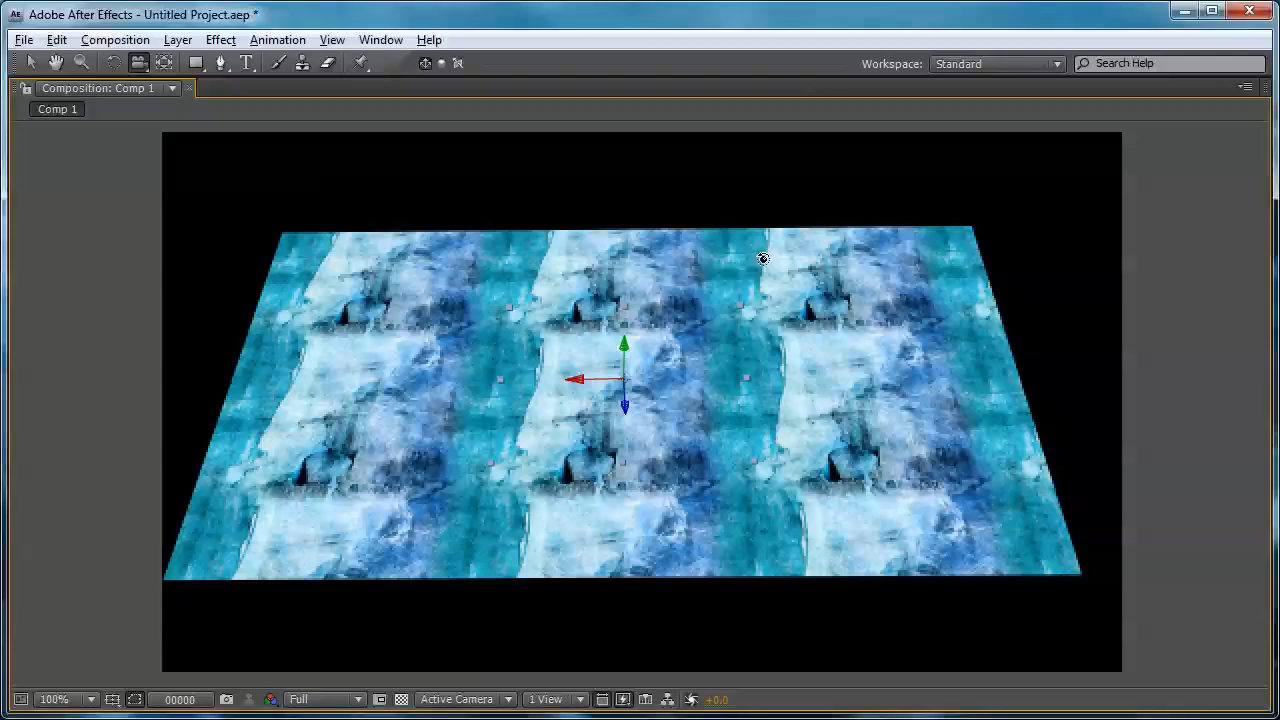 Adobe After Effects - Untitled Project.aep *
File Edit Composition Layer Effect Animation View Window Help
Workspace: Standard Search Help
Composition: Comp 1
Comp 1
100% 00000 Full Active Camera 1 View +0.0